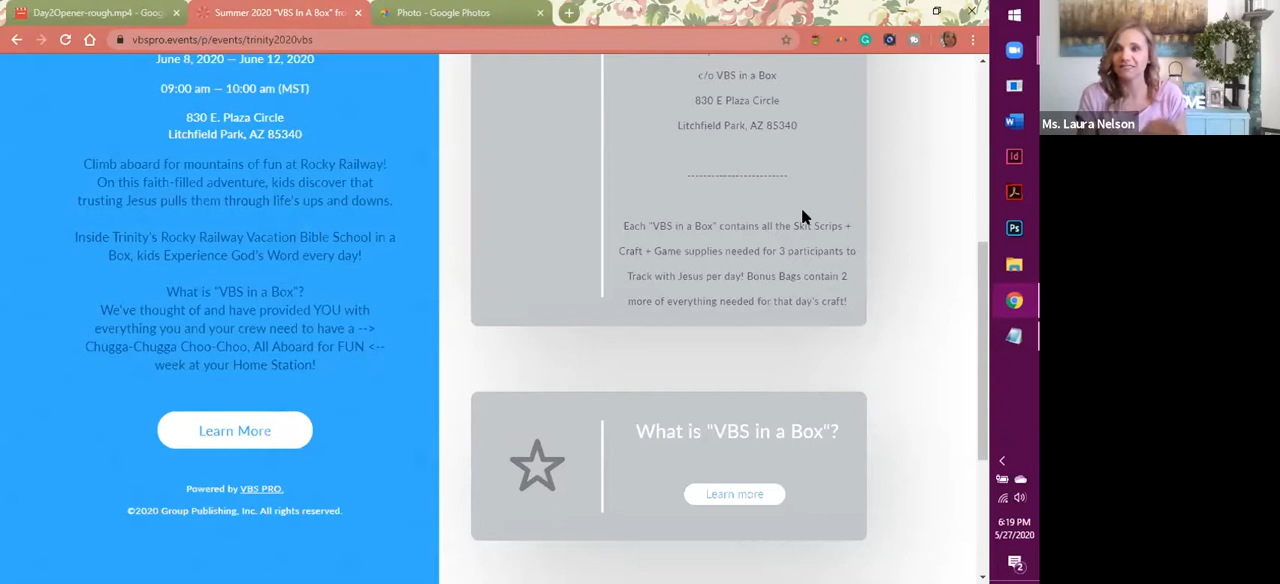 Day2Opener-rough.mp4 - Goog
Summer 2020 "VBS In A Box" fro
Photo - Google Photos
vbspro.events/p/events/trinity2020vbs
June 8, 2020 — June 12, 2020
09:00 am — 10:00 am (MST)
830 E. Plaza Circle
Litchfield Park, AZ 85340
Climb aboard for mountains of fun at Rocky Railway!
On this faith-filled adventure, kids discover that
trusting Jesus pulls them through life's ups and downs.
Inside Trinity's Rocky Railway Vacation Bible School in a
Box, kids Experience God's Word every day!
What is "VBS in a Box"?
We've thought of and have provided YOU with
everything you and your crew need to have a -->
Chugga-Chugga Choo-Choo, All Aboard for FUN <--
week at your Home Station!
Learn More
Powered by VBS PRO.
©2020 Group Publishing, Inc. All rights reserved.
c/o VBS in a Box
830 E Plaza Circle
Litchfield Park, AZ 85340
------------------------
Each "VBS in a Box" contains all the Skit Scrips +
Craft + Game supplies needed for 3 participants to
Track with Jesus per day! Bonus Bags contain 2
more of everything needed for that day's craft!
What is "VBS in a Box"?
Learn more
W
Id
Ps
6:19 PM
5/27/2020
2
Ms. Laura Nelson